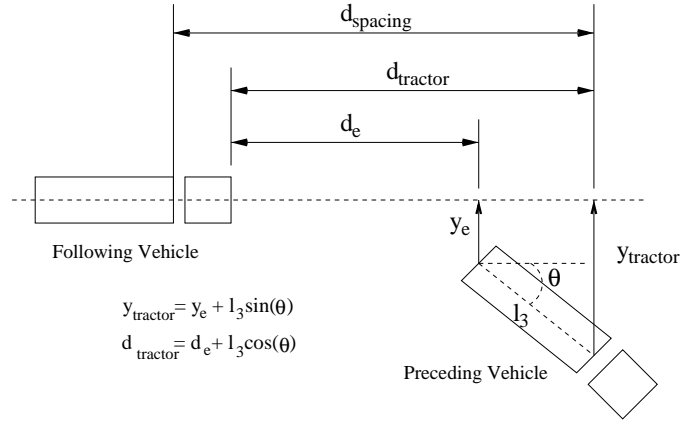 d_spacing
d_tractor
d_e
y_e
y_tractor
θ
l_3
Following Vehicle
y_tractor = y_e + l_3 sin(θ)
d_tractor = d_e + l_3 cos(θ)
Preceding Vehicle